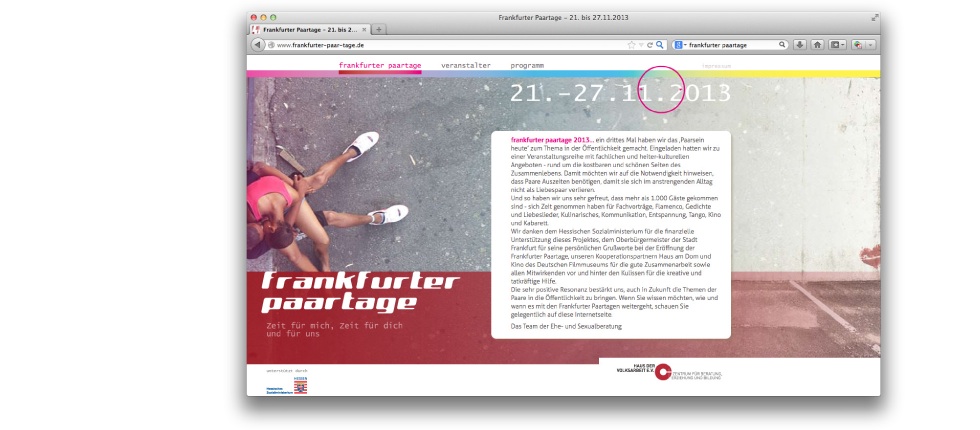 Frankfurter Paartage – 21. bis 27.11.2013
Frankfurter Paartage – 21. bis 2...
www.frankfurter-paar-tage.de
frankfurter paartage
frankfurter paartage veranstalter programm impressum
21.–27.11.2013
frankfurter paartage 2013... ein drittes Mal haben wir das ‚Paarsein
heute' zum Thema in der Öffentlichkeit gemacht. Eingeladen hatten wir zu
einer Veranstaltungsreihe mit fachlichen und heiter-kulturellen
Angeboten - rund um die kostbaren und schönen Seiten des
Zusammenlebens. Damit möchten wir auf die Notwendigkeit hinweisen,
dass Paare Auszeiten benötigen, damit sie sich im anstrengenden Alltag
nicht als Liebespaar verlieren.
Und so haben wir uns sehr gefreut, dass mehr als 1.000 Gäste gekommen
sind - sich Zeit genommen haben für Fachvorträge, Flamenco, Gedichte
und Liebeslieder, Kulinarisches, Kommunikation, Entspannung, Tango, Kino
und Kabarett.
Wir danken dem Hessischen Sozialministerium für die finanzielle
Unterstützung dieses Projektes, dem Oberbürgermeister der Stadt
Frankfurt für seine persönlichen Grußworte bei der Eröffnung der
Frankfurter Paartage, unseren Kooperationspartnern Haus am Dom und
Kino des Deutschen Filmmuseums für die gute Zusammenarbeit sowie
allen Mitwirkenden vor und hinter den Kulissen für die kreative und
tatkräftige Hilfe.
Die sehr positive Resonanz bestärkt uns, auch in Zukunft die Themen der
Paare in die Öffentlichkeit zu bringen. Wenn Sie wissen möchten, wie und
wann es mit den Frankfurter Paartagen weitergeht, schauen Sie
gelegentlich auf diese Internetseite.
Das Team der Ehe- und Sexualberatung
frankfurter
paartage
Zeit für mich, Zeit für dich
und für uns
unterstützt durch
HESSEN
Hessisches
Sozialministerium
HAUS DER
VOLKSARBEIT E.V.
ZENTRUM FÜR BERATUNG,
ERZIEHUNG UND BILDUNG